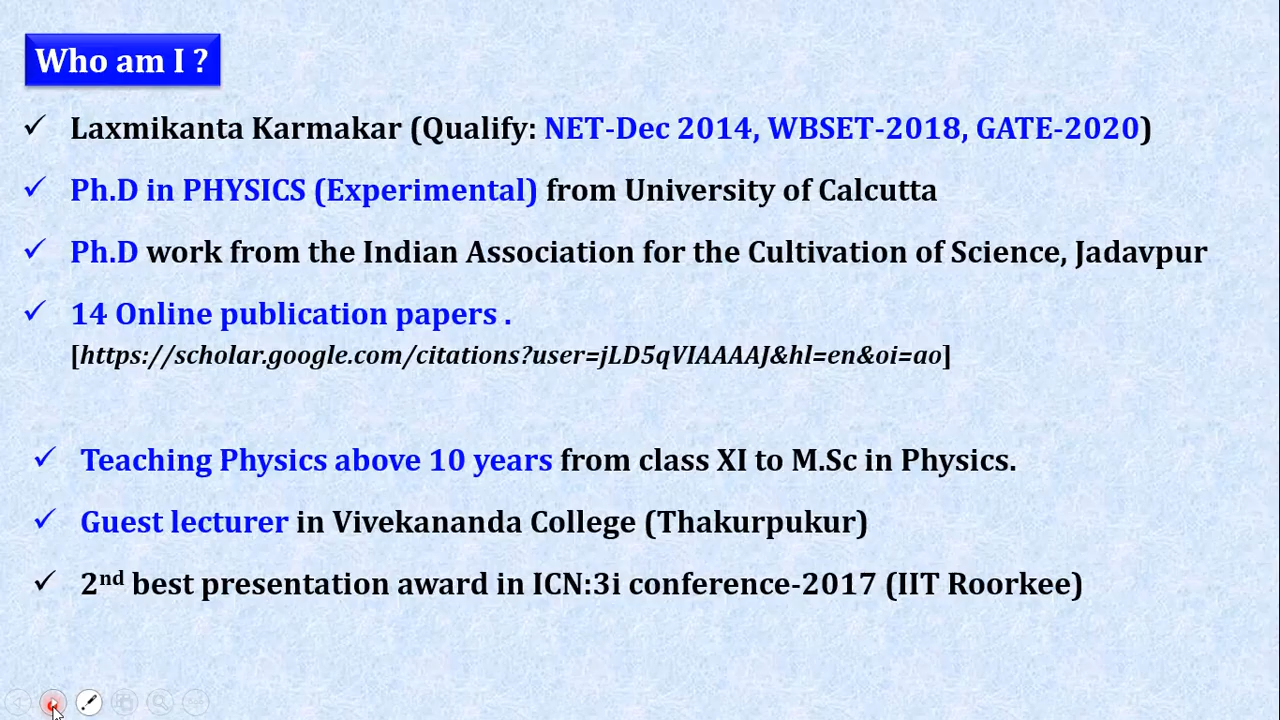 Who am I ?
✓ Laxmikanta Karmakar (Qualify: NET-Dec 2014, WBSET-2018, GATE-2020)
✓ Ph.D in PHYSICS (Experimental) from University of Calcutta
✓ Ph.D work from the Indian Association for the Cultivation of Science, Jadavpur
✓ 14 Online publication papers .
[https://scholar.google.com/citations?user=jLD5qVIAAAAJ&hl=en&oi=ao]
✓ Teaching Physics above 10 years from class XI to M.Sc in Physics.
✓ Guest lecturer in Vivekananda College (Thakurpukur)
✓ 2nd best presentation award in ICN:3i conference-2017 (IIT Roorkee)